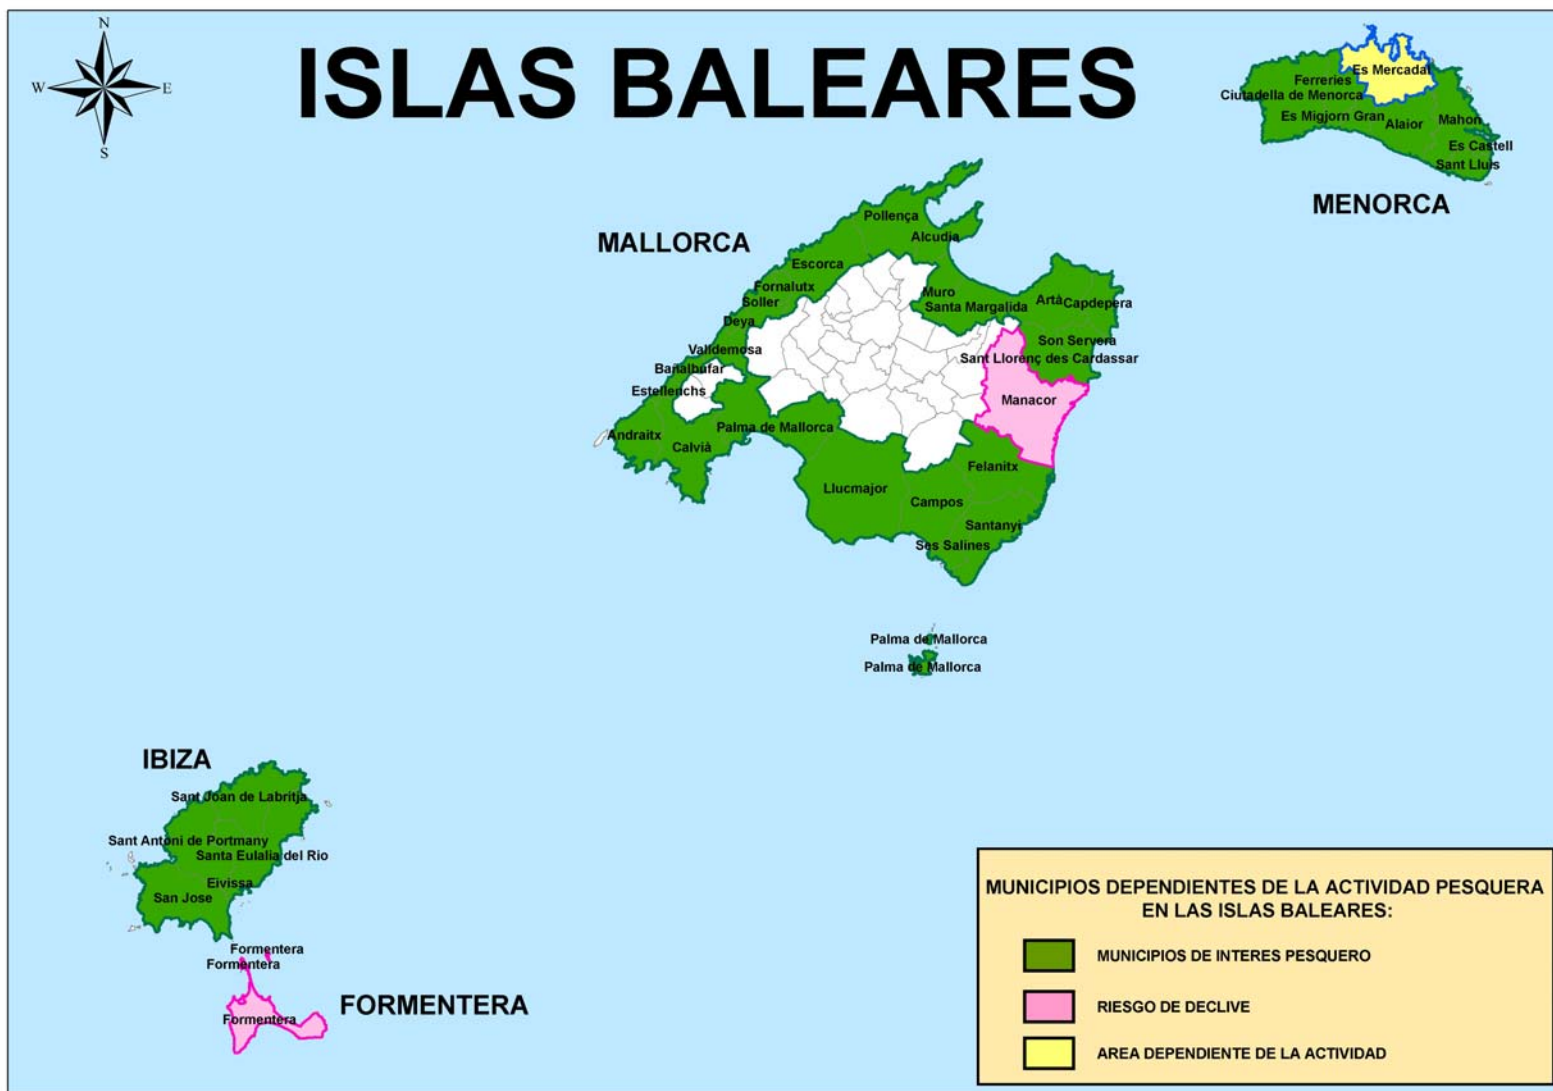 N
W
E
S
ISLAS BALEARES
Es Mercadal
Ferreries
Ciutadella de Menorca
Es Migjorn Gran
Alaior
Mahon
Es Castell
Sant Lluis
MENORCA
MALLORCA
Pollença
Alcudia
Escorca
Fornalutx
Soller
Deya
Valldemosa
Bañalbufar
Estellenchs
Andraitx
Calvià
Palma de Mallorca
Muro
Santa Margalida
Artà
Capdepera
Son Servera
Sant Llorenç des Cardassar
Manacor
Felanitx
Llucmajor
Campos
Santanyi
Ses Salines
Palma de Mallorca
Palma de Mallorca
IBIZA
Sant Joan de Labritja
Sant Antoni de Portmany
Santa Eulalia del Rio
Eivissa
San Jose
Formentera
Formentera
Formentera
FORMENTERA
MUNICIPIOS DEPENDIENTES DE LA ACTIVIDAD PESQUERA
EN LAS ISLAS BALEARES:
MUNICIPIOS DE INTERES PESQUERO
RIESGO DE DECLIVE
AREA DEPENDIENTE DE LA ACTIVIDAD